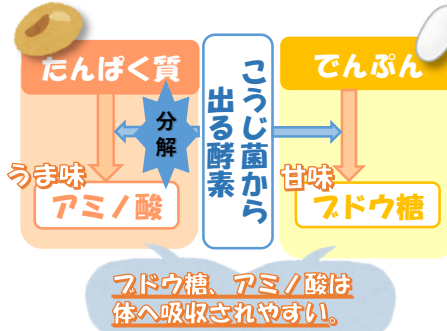 たんぱく質
でんぷん
こうじ菌から
出る酵素
分解
うま味
アミノ酸
甘味
ブドウ糖
ブドウ糖、アミノ酸は
体へ吸収されやすい。